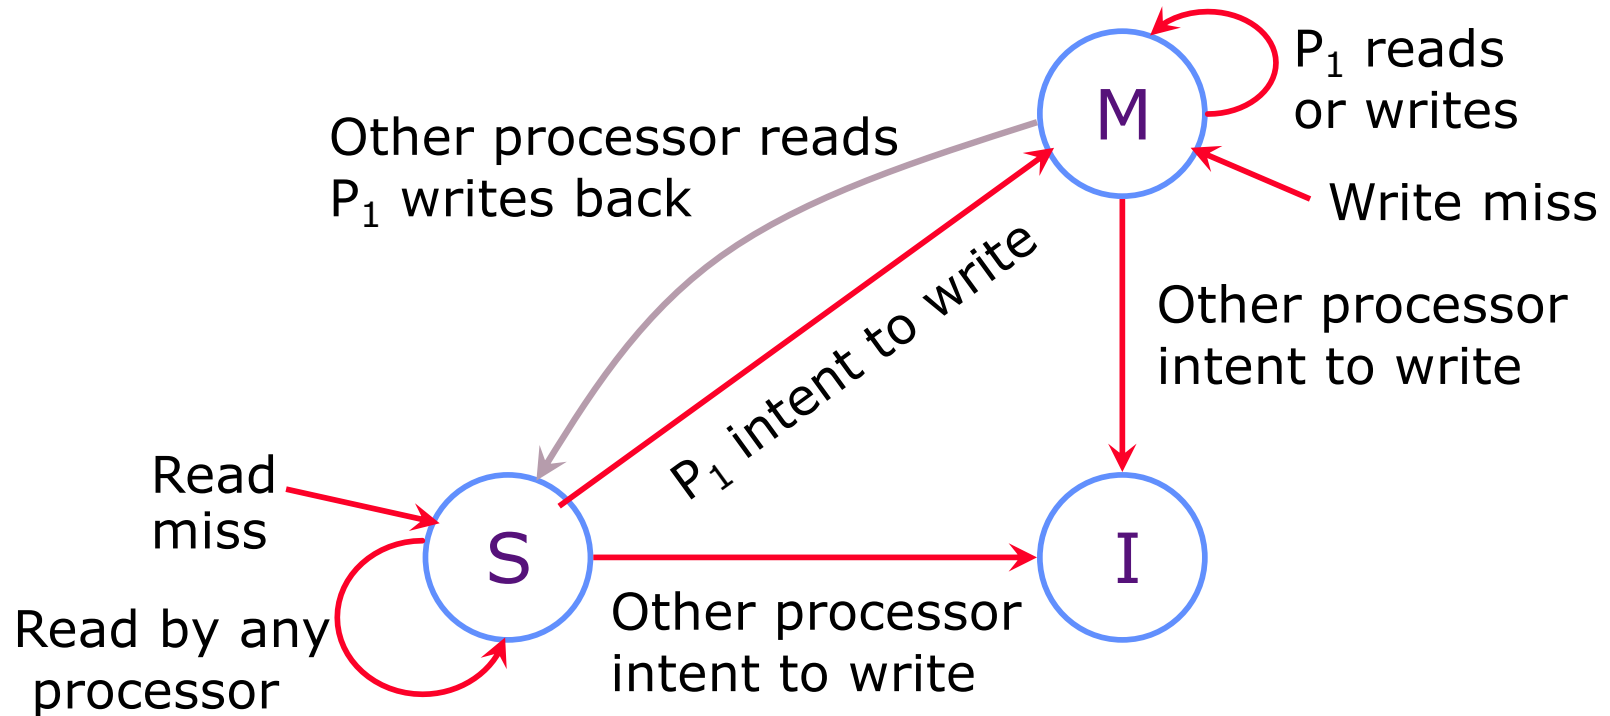 M
P₁ reads
or writes
Other processor reads
P₁ writes back
Write miss
P₁ intent to write
Other processor
intent to write
Read
miss
S
I
Read by any
processor
Other processor
intent to write